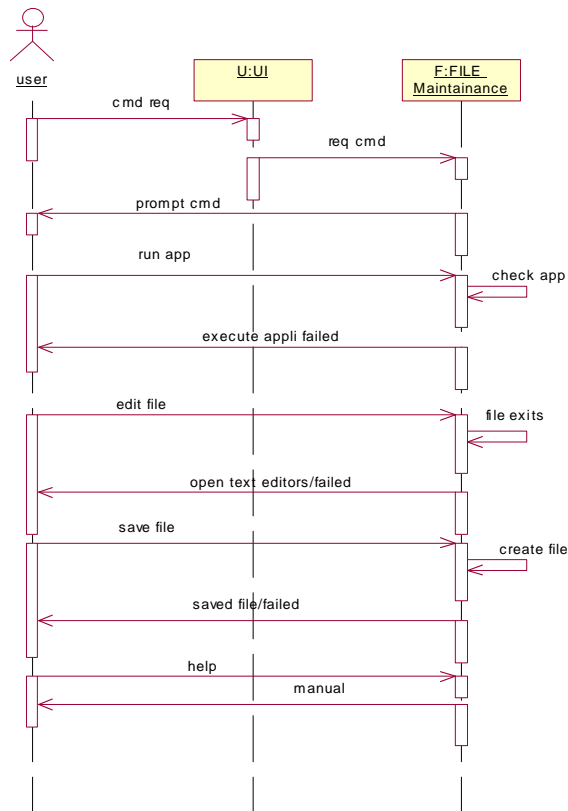 user
U:UI
F:FILE
Maintainance
cmd req
req cmd
prompt cmd
run app
check app
execute appli failed
edit file
file exits
open text editors/failed
save file
create file
saved file/failed
help
manual